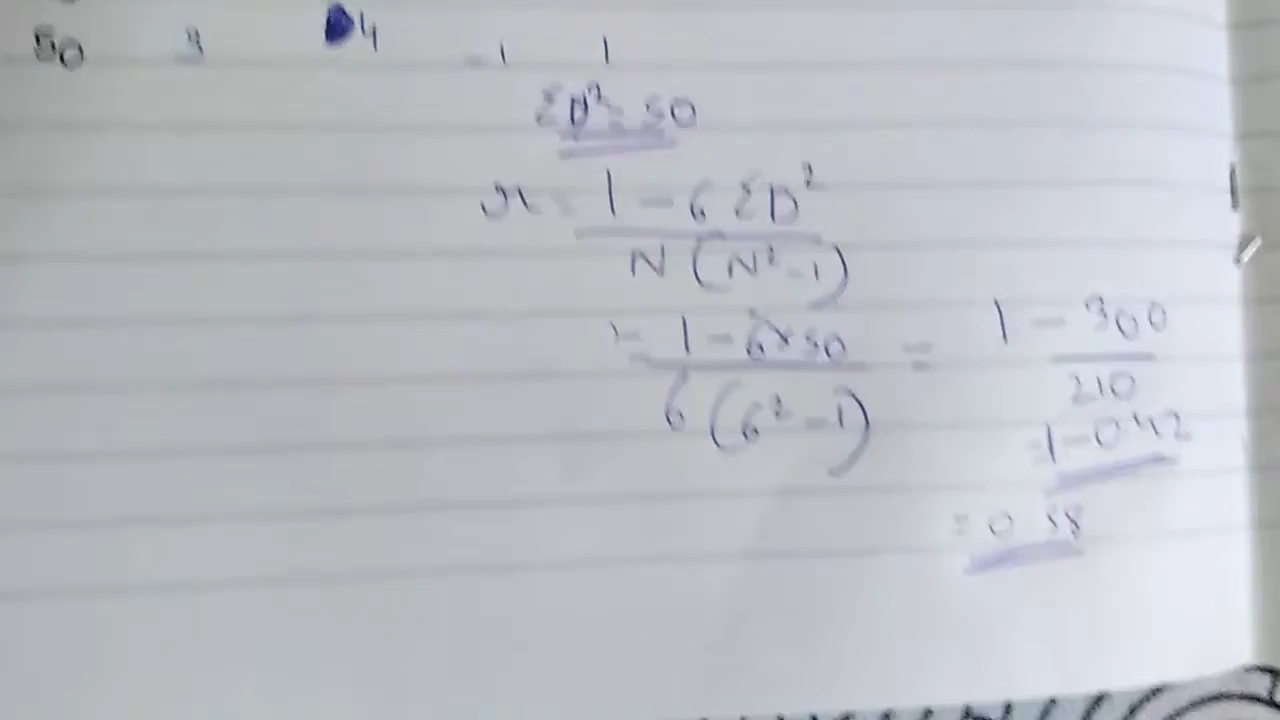 50 3 4 -1 1
ΣD² = 50
r = 1 - 6ΣD² / N(N²-1)
= 1 - 6×50 / 6(6²-1) = 1 - 300 / 210
= 1 - 0.42
= 0.58